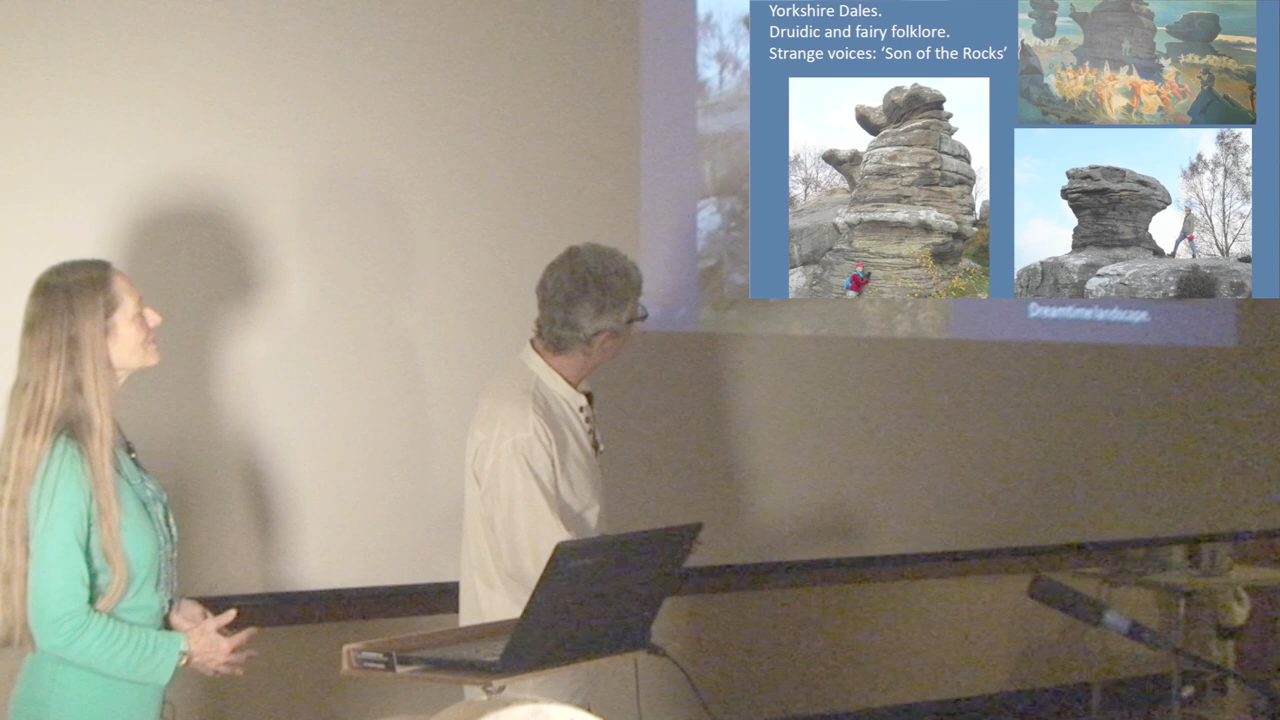 Yorkshire Dales.
Druidic and fairy folklore.
Strange voices: ‘Son of the Rocks’
Dreamtime landscape.